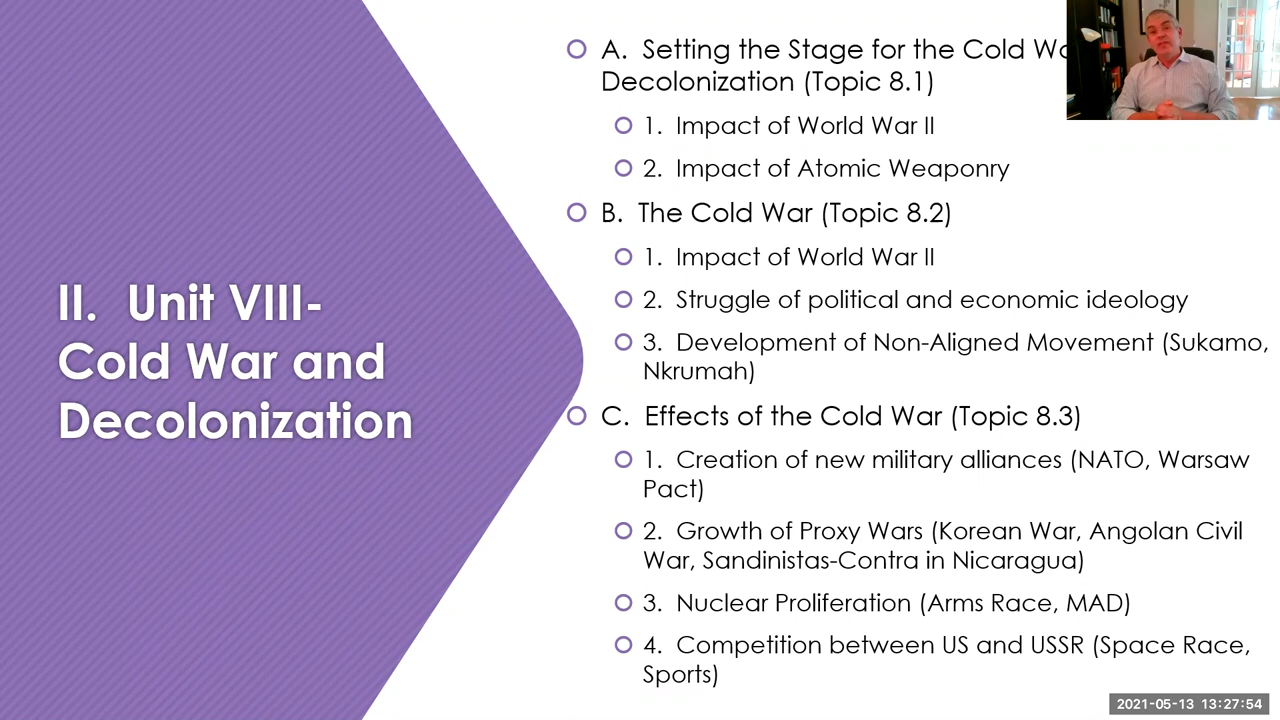 II. Unit VIII-
Cold War and
Decolonization
A. Setting the Stage for the Cold
Decolonization (Topic 8.1)
1. Impact of World War II
2. Impact of Atomic Weaponry
B. The Cold War (Topic 8.2)
1. Impact of World War II
2. Struggle of political and economic ideology
3. Development of Non-Aligned Movement (Sukamo,
Nkrumah)
C. Effects of the Cold War (Topic 8.3)
1. Creation of new military alliances (NATO, Warsaw
Pact)
2. Growth of Proxy Wars (Korean War, Angolan Civil
War, Sandinistas-Contra in Nicaragua)
3. Nuclear Proliferation (Arms Race, MAD)
4. Competition between US and USSR (Space Race,
Sports)
2021-05-13 13:27:54